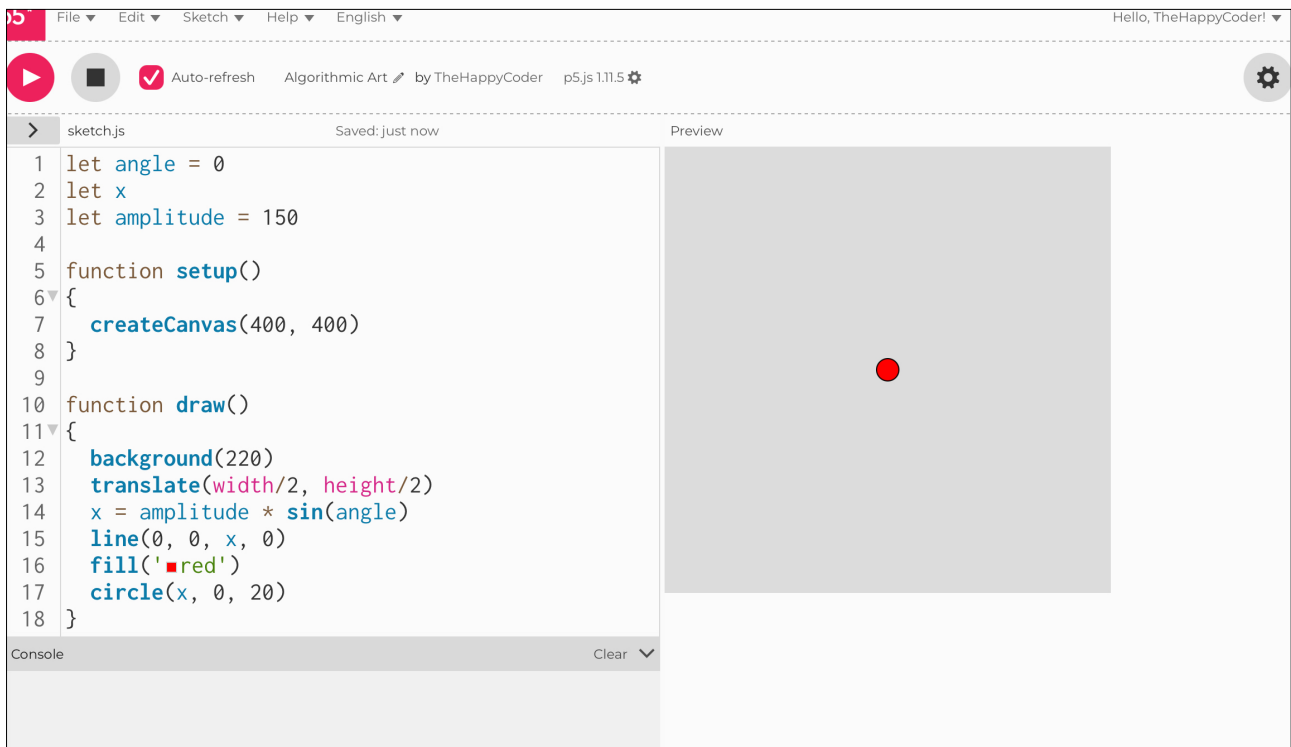 p5*
File ▼ Edit ▼ Sketch ▼ Help ▼ English ▼ Hello, TheHappyCoder! ▼
Auto-refresh Algorithmic Art by TheHappyCoder p5.js 1.11.5
> sketch.js Saved: just now Preview
1 let angle = 0
2 let x
3 let amplitude = 150
4
5 function setup()
6 {
7 createCanvas(400, 400)
8 }
9
10 function draw()
11 {
12 background(220)
13 translate(width/2, height/2)
14 x = amplitude * sin(angle)
15 line(0, 0, x, 0)
16 fill('red')
17 circle(x, 0, 20)
18 }
Console Clear